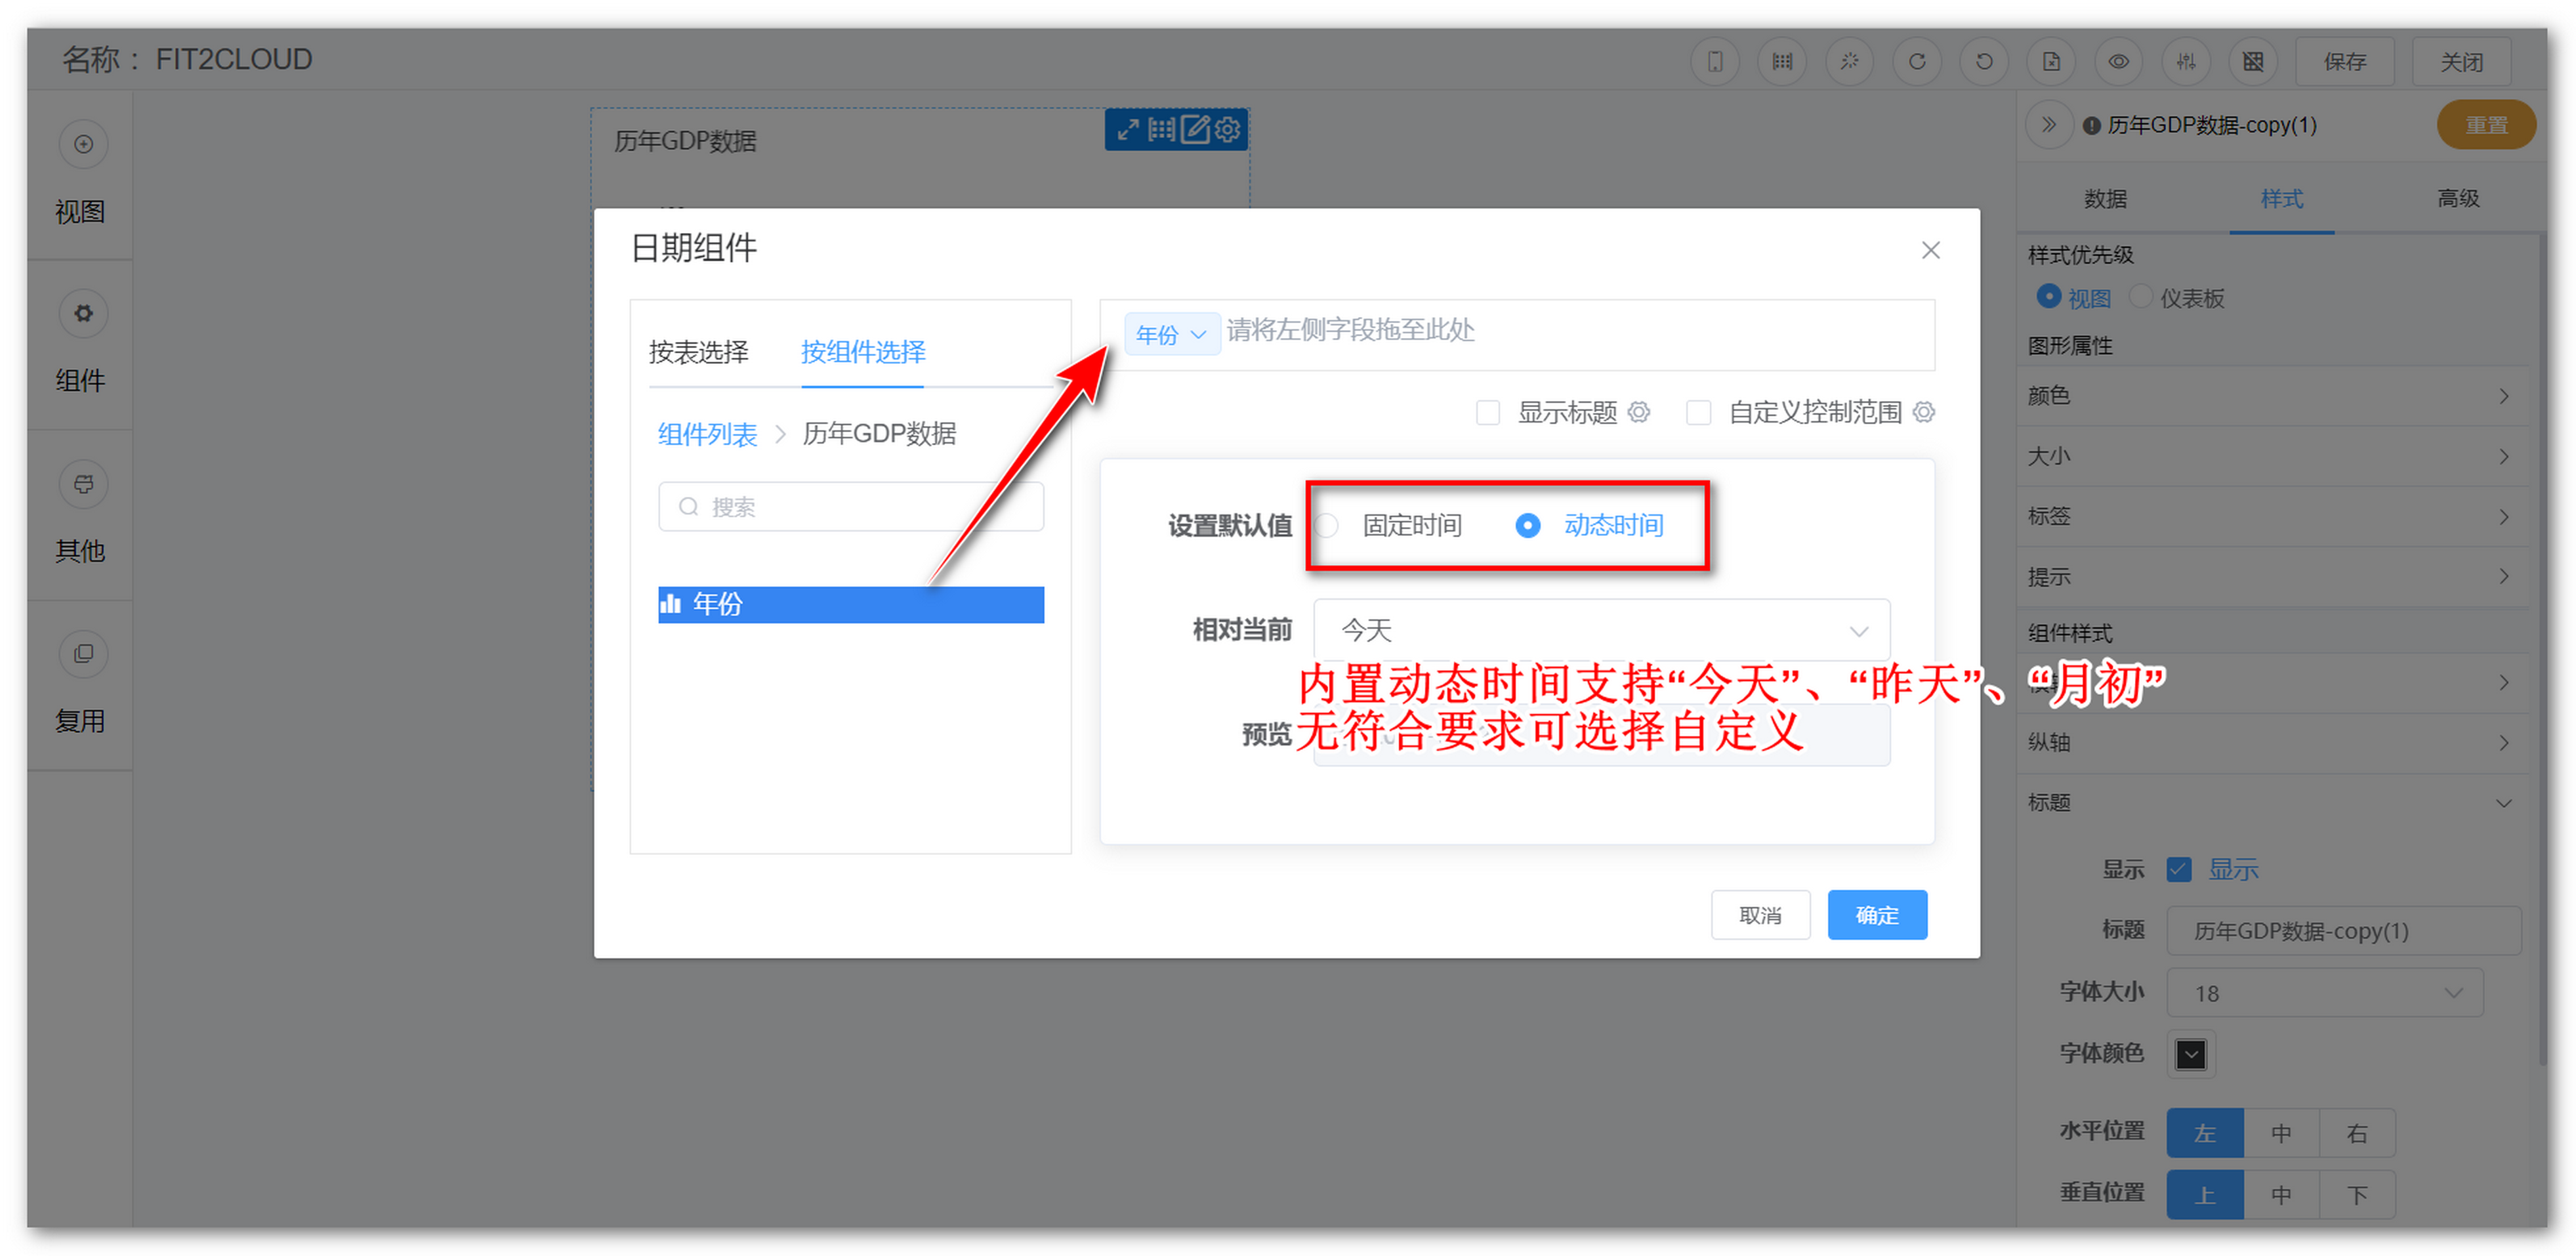 名称： FIT2CLOUD
保存
关闭
视图
组件
其他
复用
历年GDP数据
日期组件
按表选择
按组件选择
组件列表 > 历年GDP数据
搜索
年份
年份
请将左侧字段拖至此处
显示标题
自定义控制范围
设置默认值
固定时间
动态时间
相对当前
今天
内置动态时间支持“今天”、“昨天”、“月初”
预览
无符合要求可选择自定义
取消
确定
历年GDP数据-copy(1)
重置
数据
样式
高级
样式优先级
视图
仪表板
图形属性
颜色
大小
标签
提示
组件样式
纵轴
标题
显示
显示
标题
历年GDP数据-copy(1)
字体大小
18
字体颜色
水平位置
左
中
右
垂直位置
上
中
下